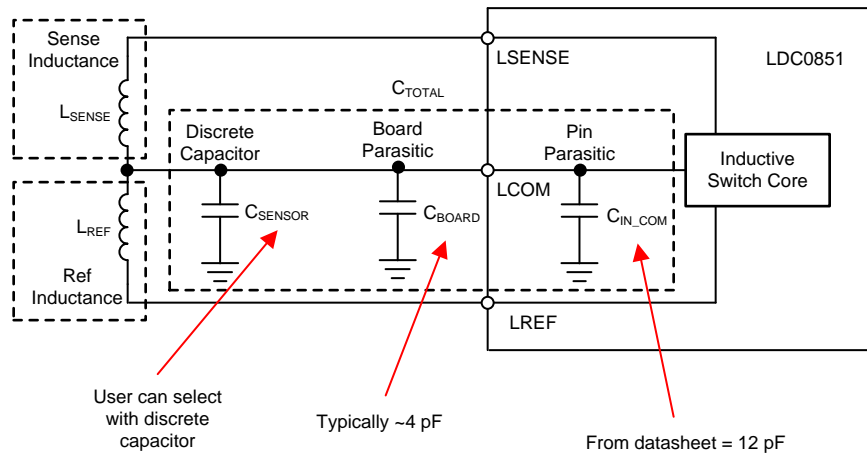 Sense
Inductance
LSENSE
LSENSE
LDC0851
CTOTAL
Discrete
Capacitor
Board
Parasitic
Pin
Parasitic
Inductive
Switch Core
LCOM
CSENSOR
CBOARD
CIN_COM
LREF
Ref
Inductance
LREF
User can select
with discrete
capacitor
Typically ~4 pF
From datasheet = 12 pF